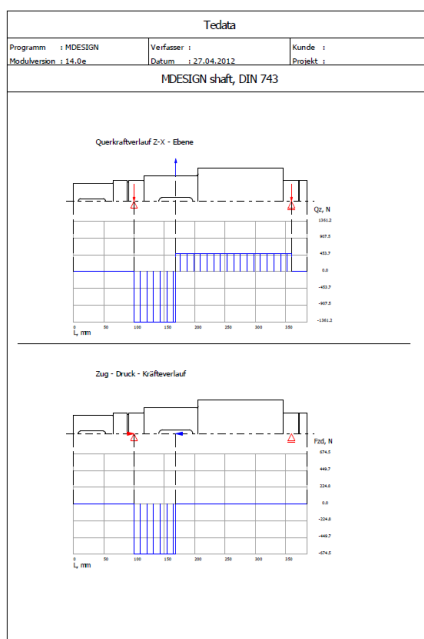 Tedata
Programm : MDESIGN Verfasser : Kunde :
Modulversion : 14.0e Datum : 27.04.2012 Projekt :
MDESIGN shaft, DIN 743
Querkraftverlauf Z-X - Ebene
Qz, N
1361.2
907.5
453.7
0.0
-453.7
-907.5
-1361.2
0 50 100 150 200 250 300 350
L, mm
Zug - Druck - Kräfteverlauf
Fzd, N
674.5
449.7
224.8
0.0
-224.8
-449.7
-674.5
0 50 100 150 200 250 300 350
L, mm